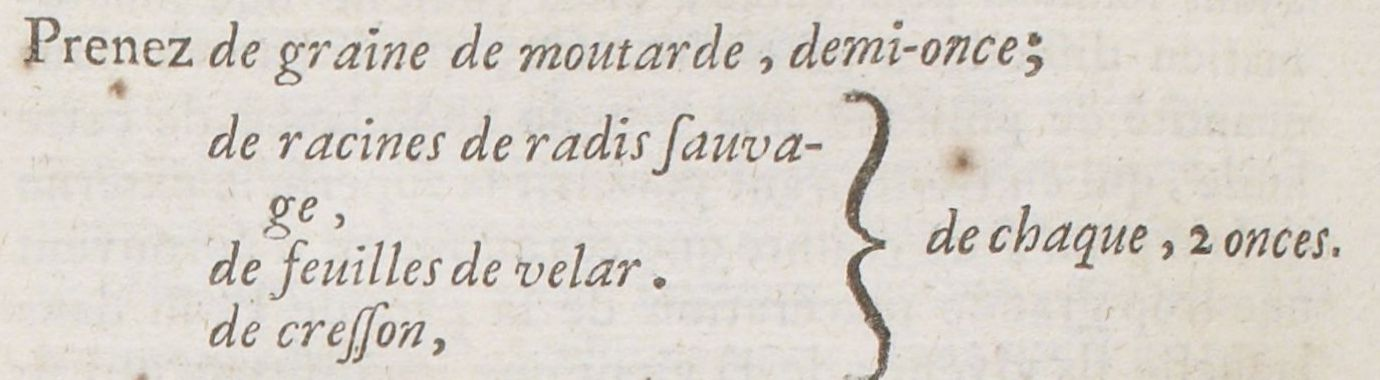 Prenez de graine de moutarde, demi-once;
de racines de radis ſauva-
ge,
de feuilles de velar.
de creſſon,
de chaque, 2 onces.